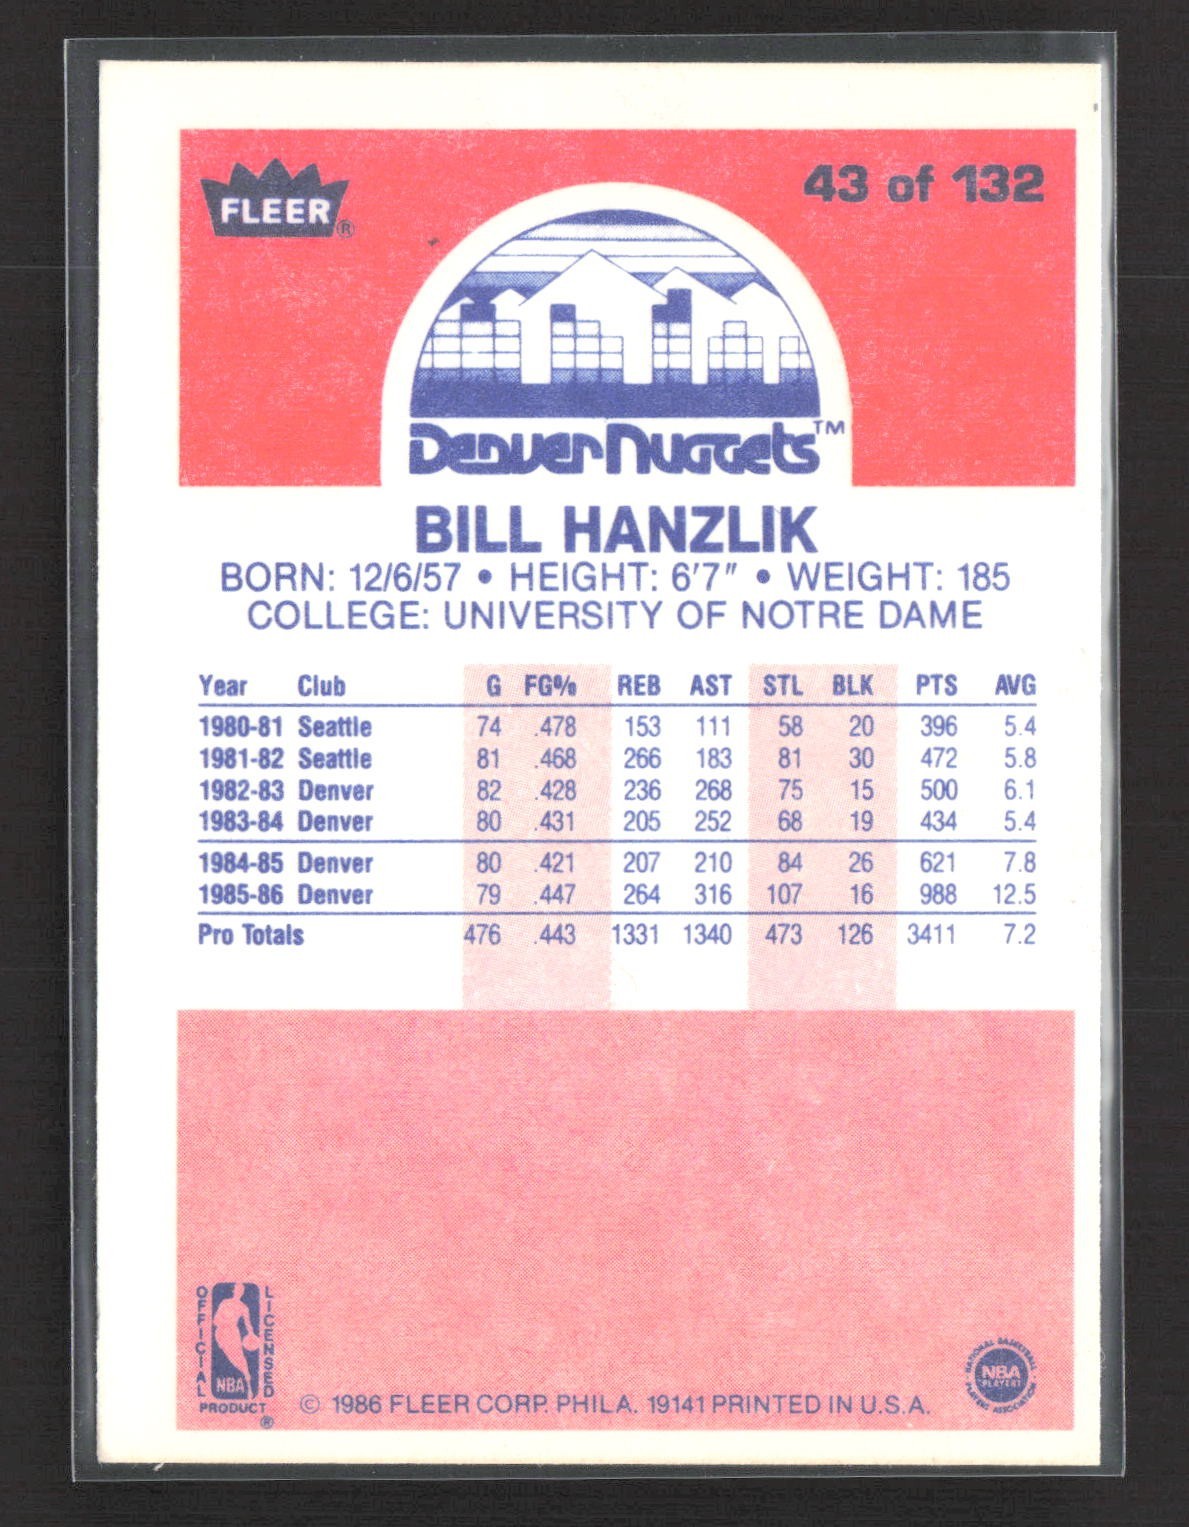 FLEER®
43 of 132
Denver Nuggets™
BILL HANZLIK
BORN: 12/6/57 • HEIGHT: 6'7" • WEIGHT: 185
COLLEGE: UNIVERSITY OF NOTRE DAME
Year Club G FG% REB AST STL BLK PTS AVG
1980-81 Seattle 74 .478 153 111 58 20 396 5.4
1981-82 Seattle 81 .468 266 183 81 30 472 5.8
1982-83 Denver 82 .428 236 268 75 15 500 6.1
1983-84 Denver 80 .431 205 252 68 19 434 5.4
1984-85 Denver 80 .421 207 210 84 26 621 7.8
1985-86 Denver 79 .447 264 316 107 16 988 12.5
Pro Totals 476 .443 1331 1340 473 126 3411 7.2
OFFICIAL
LICENSED
NBA
PRODUCT
®
© 1986 FLEER CORP. PHILA. 19141 PRINTED IN U.S.A.
NATIONAL BASKETBALL
NBA
PLAYERS
PLAYERS ASSOCIATION